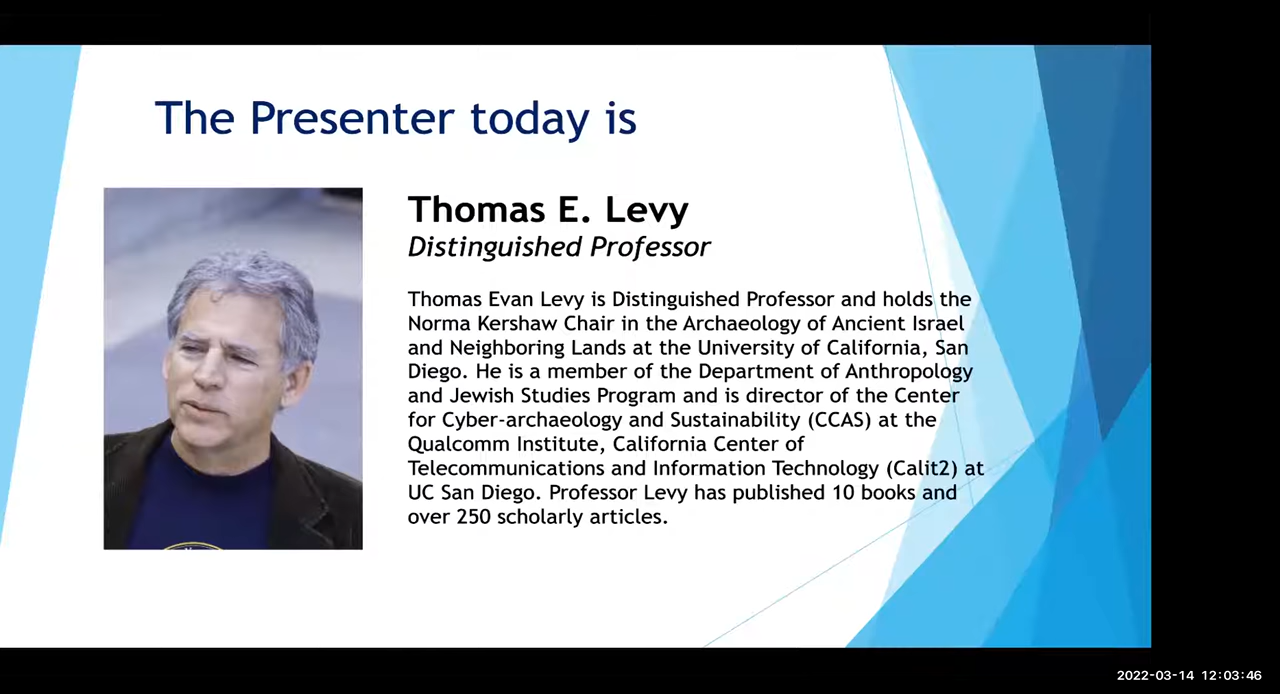 The Presenter today is
Thomas E. Levy
Distinguished Professor
Thomas Evan Levy is Distinguished Professor and holds the
Norma Kershaw Chair in the Archaeology of Ancient Israel
and Neighboring Lands at the University of California, San
Diego. He is a member of the Department of Anthropology
and Jewish Studies Program and is director of the Center
for Cyber-archaeology and Sustainability (CCAS) at the
Qualcomm Institute, California Center of
Telecommunications and Information Technology (Calit2) at
UC San Diego. Professor Levy has published 10 books and
over 250 scholarly articles.
2022-03-14 12:03:46